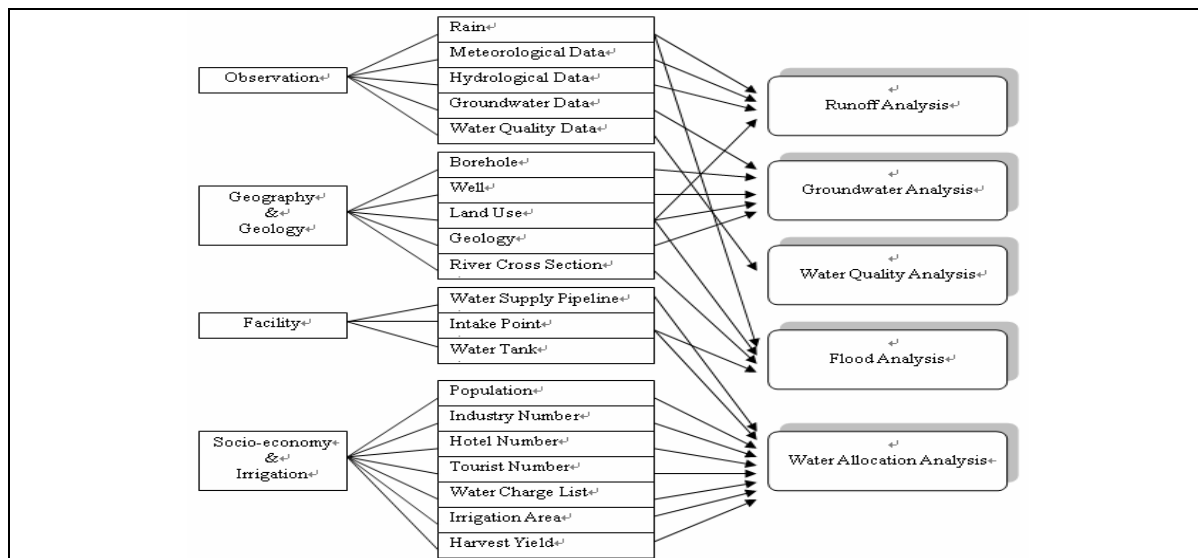 Observation
Geography
&
Geology
Facility
Socio-economy
&
Irrigation
Rain
Meteorological Data
Hydrological Data
Groundwater Data
Water Quality Data
Borehole
Well
Land Use
Geology
River Cross Section
Water Supply Pipeline
Intake Point
Water Tank
Population
Industry Number
Hotel Number
Tourist Number
Water Charge List
Irrigation Area
Harvest Yield
Runoff Analysis
Groundwater Analysis
Water Quality Analysis
Flood Analysis
Water Allocation Analysis